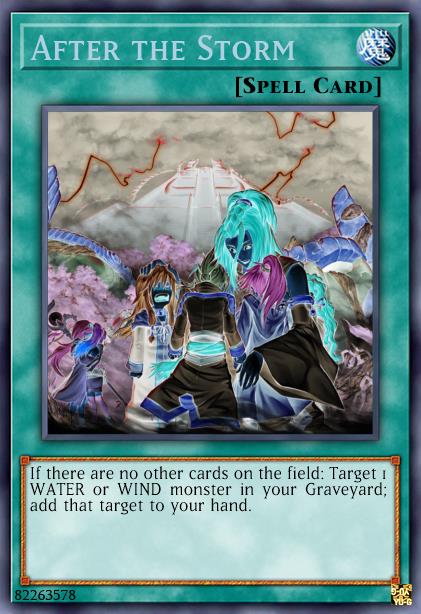 After the Storm
魔
[Spell Card]
If there are no other cards on the field: Target 1
WATER or WIND monster in your Graveyard;
add that target to your hand.
82263578